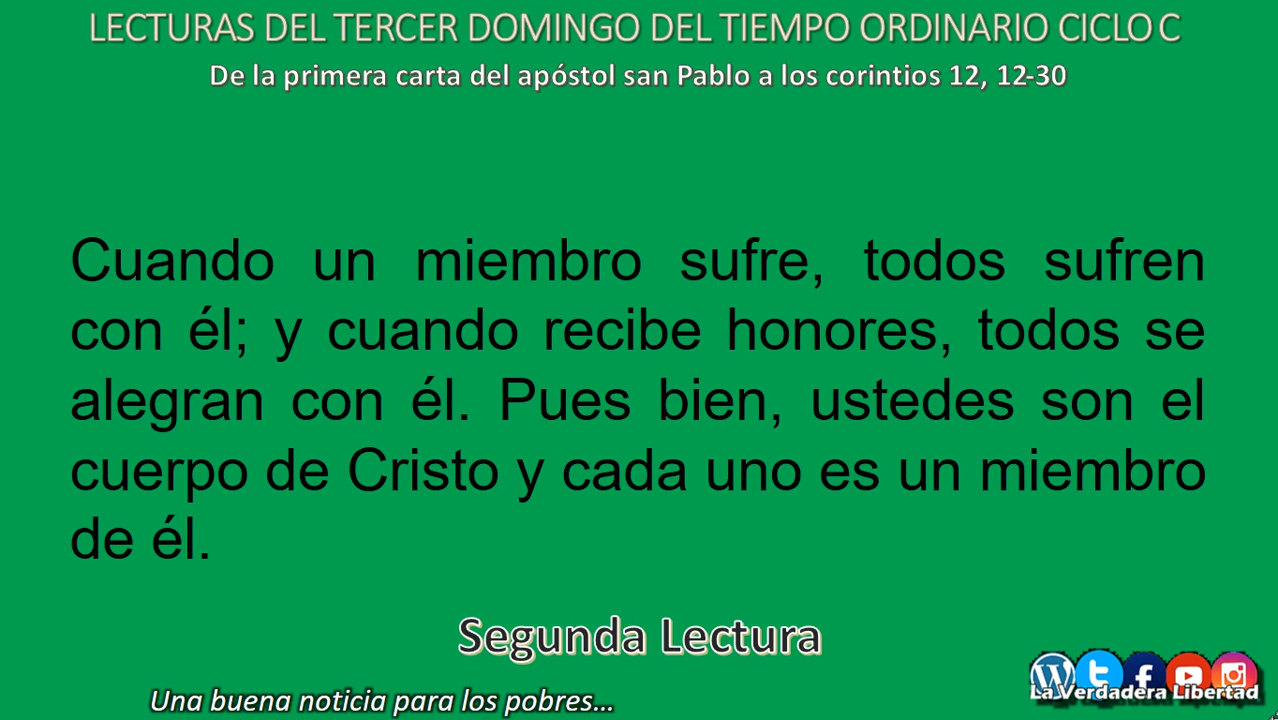 LECTURAS DEL TERCER DOMINGO DEL TIEMPO ORDINARIO CICLO C
De la primera carta del apóstol san Pablo a los corintios 12, 12-30
Cuando un miembro sufre, todos sufren
con él; y cuando recibe honores, todos se
alegran con él. Pues bien, ustedes son el
cuerpo de Cristo y cada uno es un miembro
de él.
Segunda Lectura
La Verdadera Libertad
Una buena noticia para los pobres...